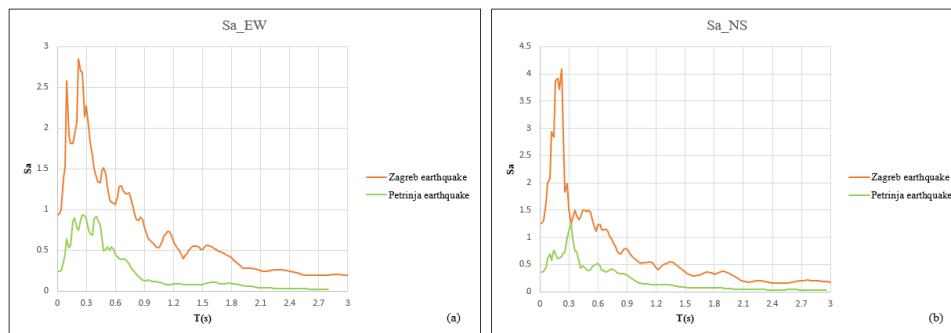 Sa_EW
3
2.5
2
1.5
1
0.5
0
Sa
0 0.3 0.6 0.9 1.2 1.5 1.8 2.1 2.4 2.7 3
T(s)
Zagreb earthquake
Petrinja earthquake
(a)
Sa_NS
4.5
4
3.5
3
2.5
2
1.5
1
0.5
0
Sa
0 0.3 0.6 0.9 1.2 1.5 1.8 2.1 2.4 2.7 3
T(s)
Zagreb earthquake
Petrinja earthquake
(b)